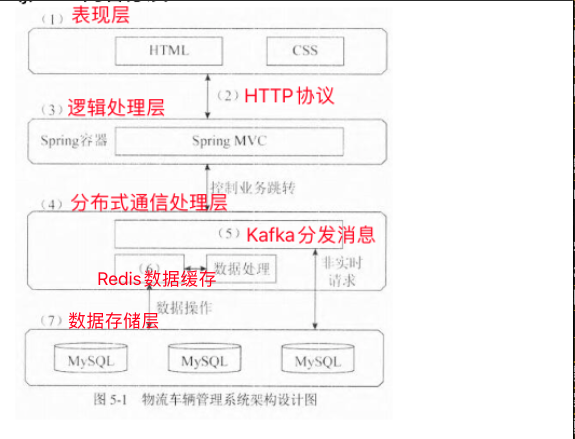 （1）表现层
HTML
CSS
（2）HTTP协议
（3）逻辑处理层
Spring容器
Spring MVC
控制业务跳转
（4）分布式通信处理层
（5）Kafka分发消息
（6）
数据处理
非实时
请求
Redis数据缓存
数据操作
（7）数据存储层
MySQL
MySQL
MySQL
图 5-1 物流车辆管理系统架构设计图